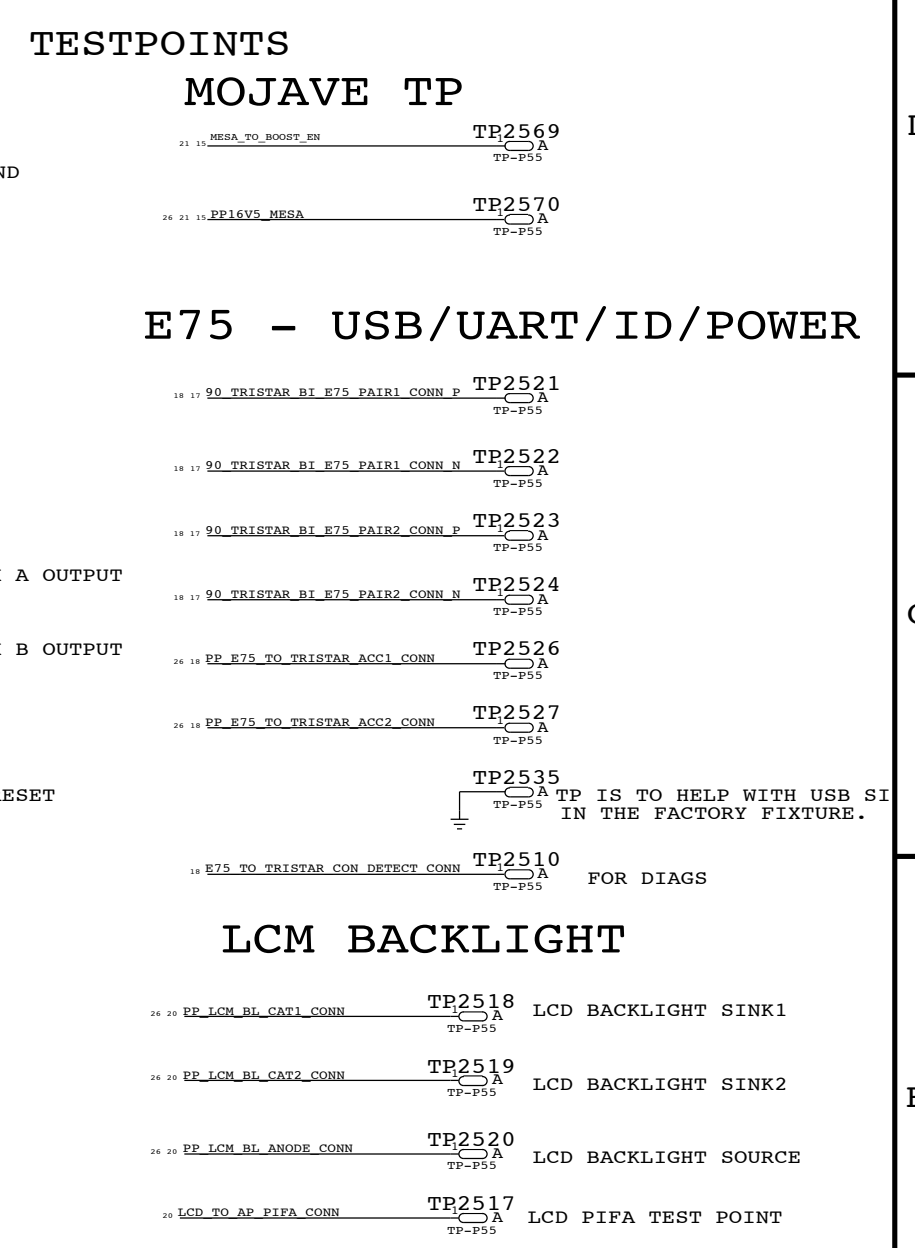 TESTPOINTS
MOJAVE TP
21 15 MESA_TO_BOOST_EN TP2569
1 A
TP-P55
ND
26 21 15 PP16V5_MESA TP2570
1 A
TP-P55
E75 - USB/UART/ID/POWER
18 17 90_TRISTAR_BI_E75_PAIR1_CONN_P TP2521
1 A
TP-P55
18 17 90_TRISTAR_BI_E75_PAIR1_CONN_N TP2522
1 A
TP-P55
18 17 90_TRISTAR_BI_E75_PAIR2_CONN_P TP2523
1 A
TP-P55
A OUTPUT
18 17 90_TRISTAR_BI_E75_PAIR2_CONN_N TP2524
1 A
TP-P55
B OUTPUT
26 18 PP_E75_TO_TRISTAR_ACC1_CONN TP2526
1 A
TP-P55
26 18 PP_E75_TO_TRISTAR_ACC2_CONN TP2527
1 A
TP-P55
ESET
TP2535
1 A
TP-P55
TP IS TO HELP WITH USB SI
IN THE FACTORY FIXTURE.
18 E75_TO_TRISTAR_CON_DETECT_CONN TP2510
1 A
TP-P55
FOR DIAGS
LCM BACKLIGHT
26 20 PP_LCM_BL_CAT1_CONN TP2518
1 A
TP-P55
LCD BACKLIGHT SINK1
26 20 PP_LCM_BL_CAT2_CONN TP2519
1 A
TP-P55
LCD BACKLIGHT SINK2
26 20 PP_LCM_BL_ANODE_CONN TP2520
1 A
TP-P55
LCD BACKLIGHT SOURCE
20 LCD_TO_AP_PIFA_CONN TP2517
1 A
TP-P55
LCD PIFA TEST POINT